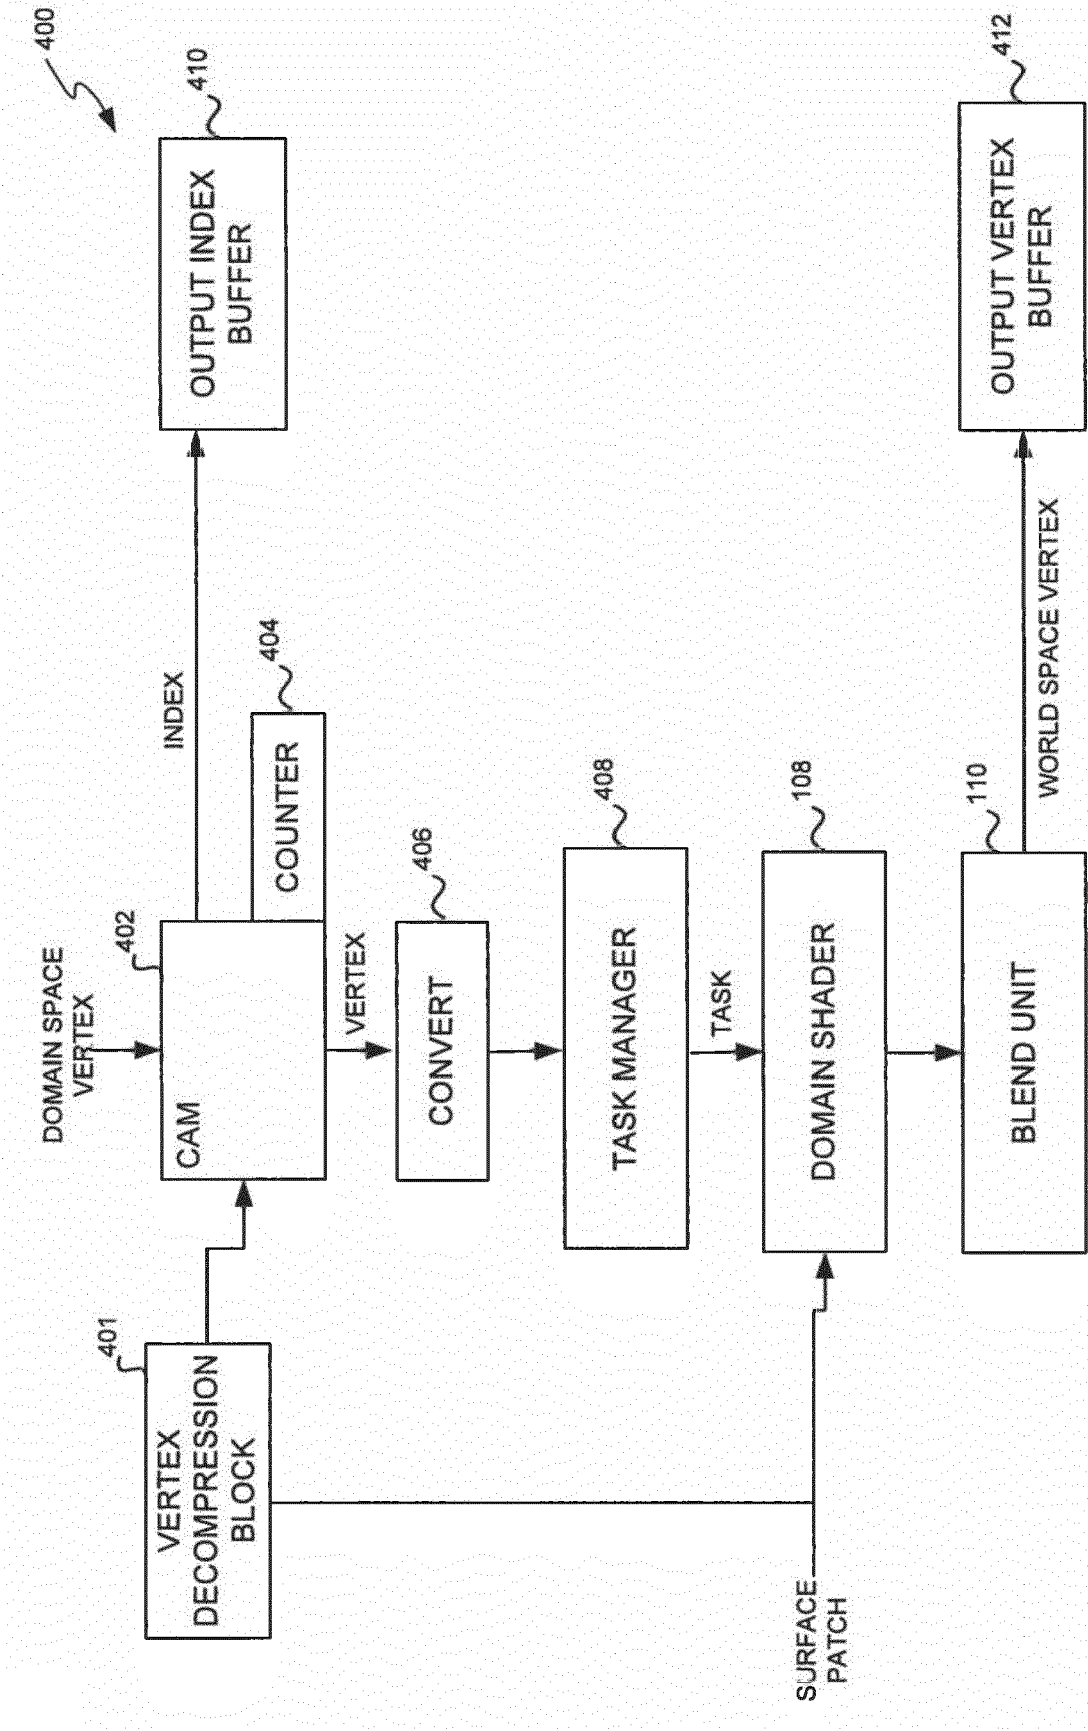 400
410
OUTPUT INDEX
BUFFER
412
OUTPUT VERTEX
BUFFER
INDEX
404
COUNTER
WORLD SPACE VERTEX
DOMAIN SPACE
VERTEX
402
CAM
VERTEX
406
CONVERT
408
TASK MANAGER
TASK
108
DOMAIN SHADER
110
BLEND UNIT
401
VERTEX
DECOMPRESSION
BLOCK
SURFACE
PATCH